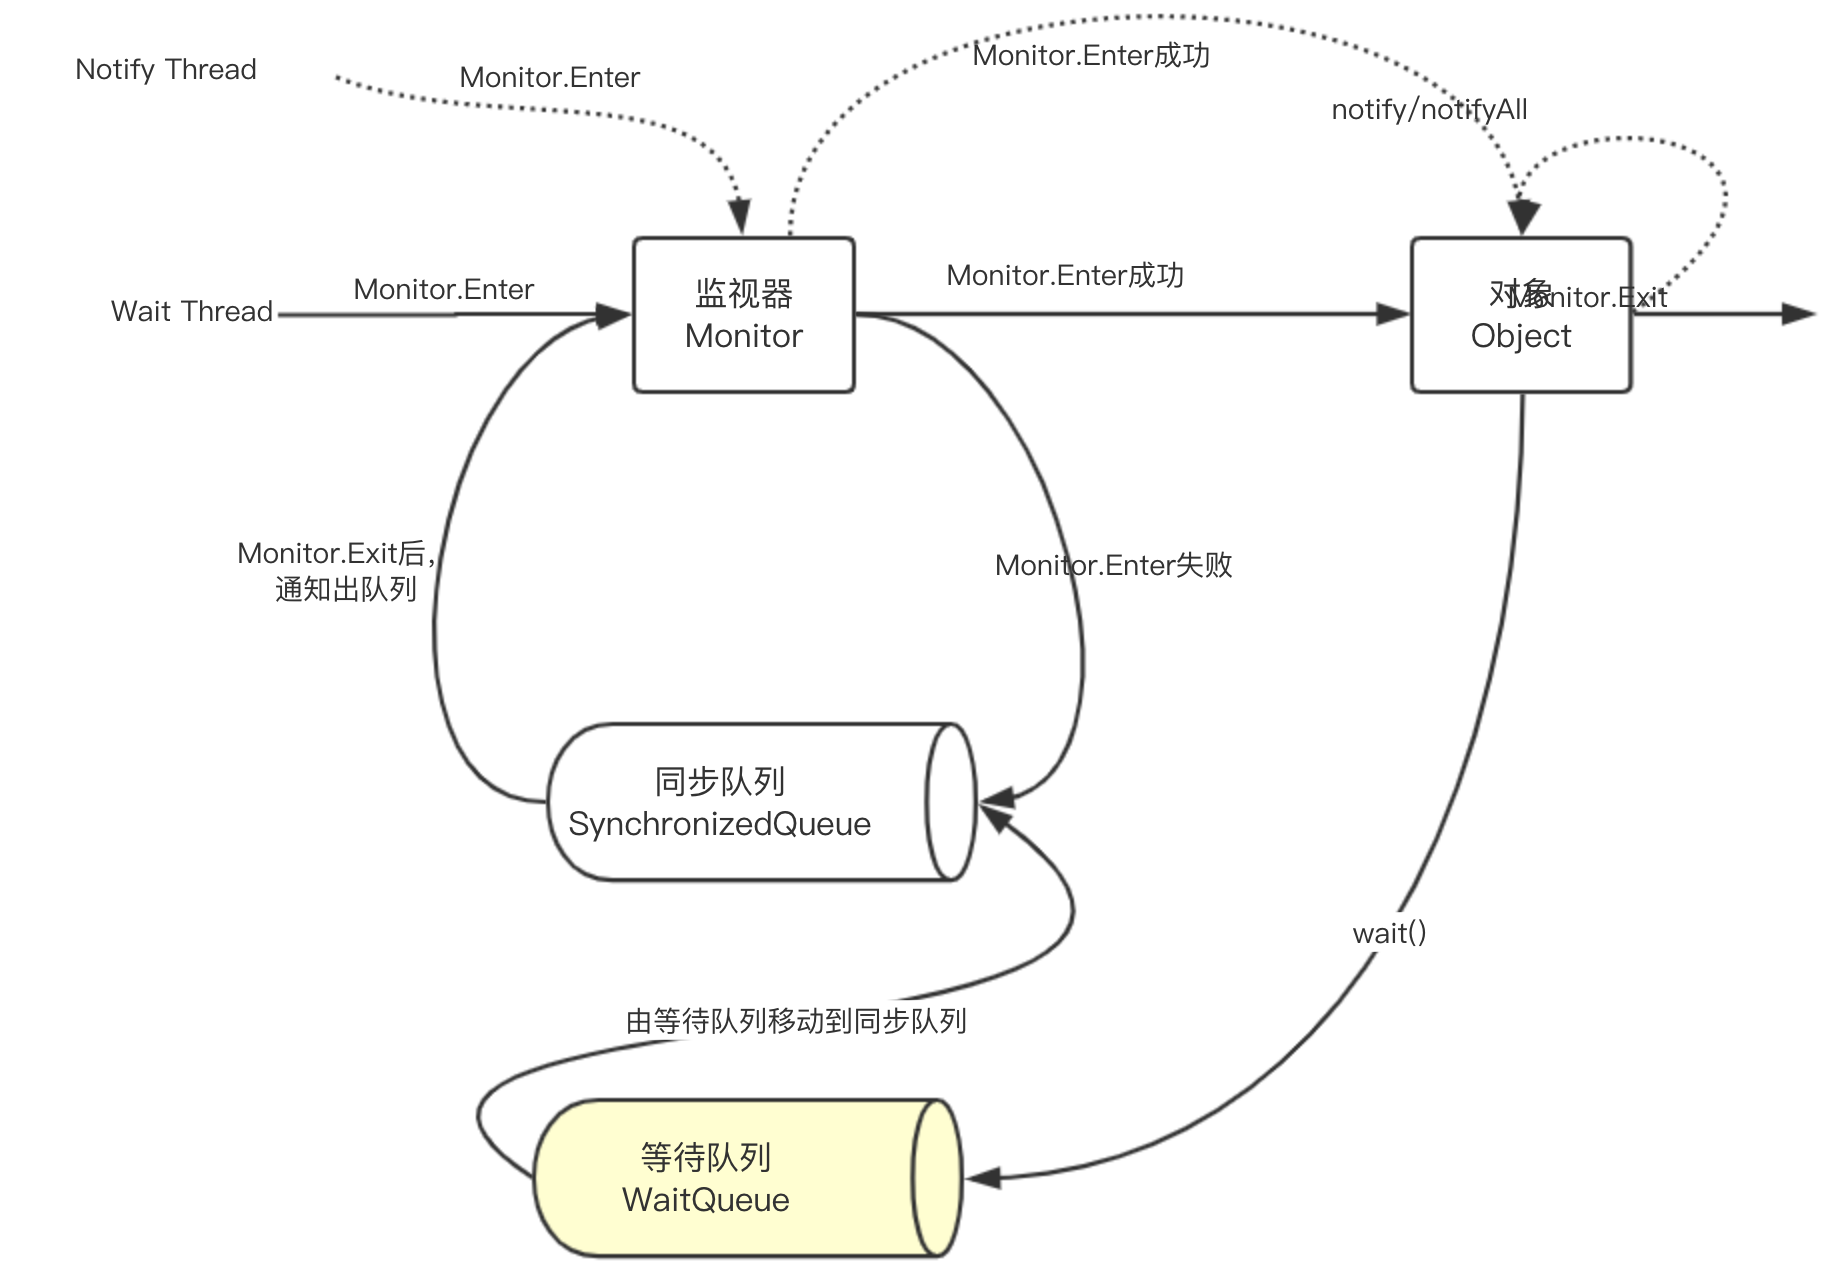 Notify Thread
Monitor.Enter
Monitor.Enter成功
notify/notifyAll
Wait Thread
Monitor.Enter
监视器
Monitor
Monitor.Enter成功
对象
Object
Monitor.Exit
Monitor.Exit后,
通知出队列
Monitor.Enter失败
同步队列
SynchronizedQueue
wait()
由等待队列移动到同步队列
等待队列
WaitQueue